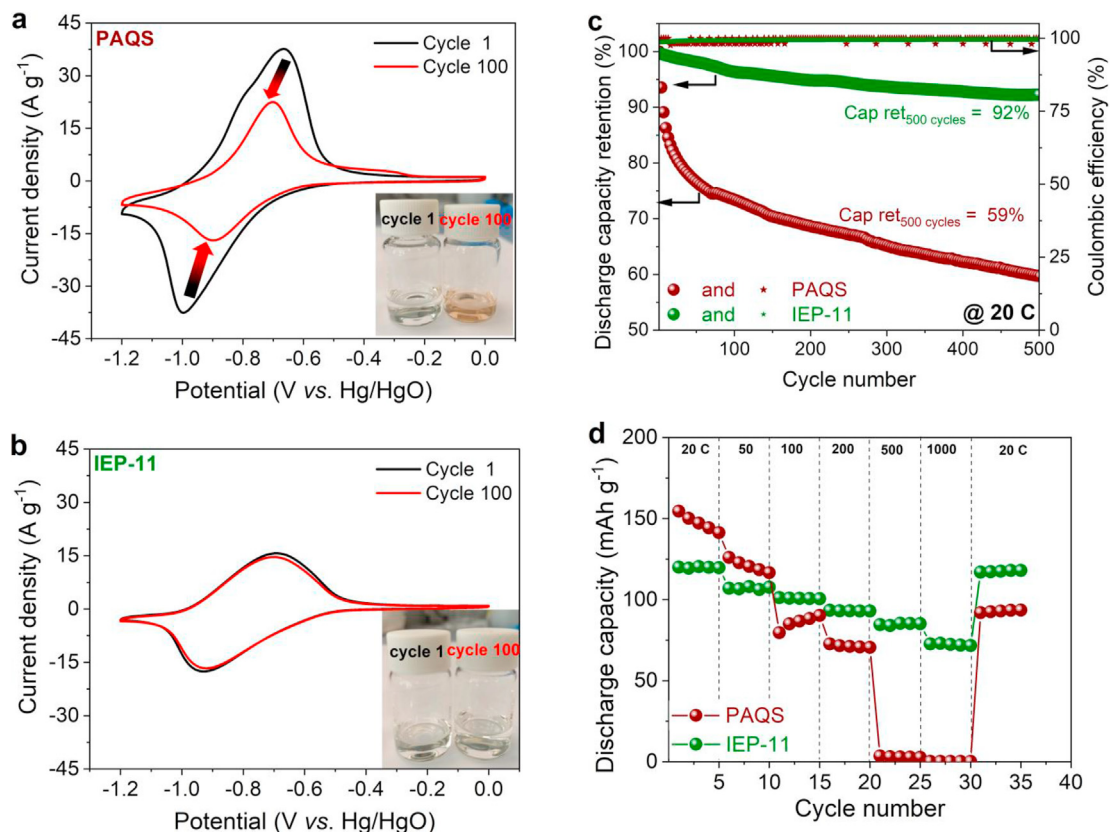 a
PAQS
Cycle 1
Cycle 100
45
30
15
0
-15
-30
-45
Current density (A g⁻¹)
cycle 1 cycle 100
-1.2 -1.0 -0.8 -0.6 -0.4 -0.2 0.0
Potential (V vs. Hg/HgO)
b
IEP-11
Cycle 1
Cycle 100
45
30
15
0
-15
-30
-45
Current density (A g⁻¹)
cycle 1 cycle 100
-1.2 -1.0 -0.8 -0.6 -0.4 -0.2 0.0
Potential (V vs. Hg/HgO)
c
100
90
80
70
60
50
Discharge capacity retention (%)
Cap ret500 cycles = 92%
Cap ret500 cycles = 59%
and PAQS
and IEP-11
@ 20 C
100
75
50
25
0
Coulombic efficiency (%)
100 200 300 400 500
Cycle number
d
20 C 50 100 200 500 1000 20 C
200
150
100
50
0
Discharge capacity (mAh g⁻¹)
PAQS
IEP-11
5 10 15 20 25 30 35 40
Cycle number